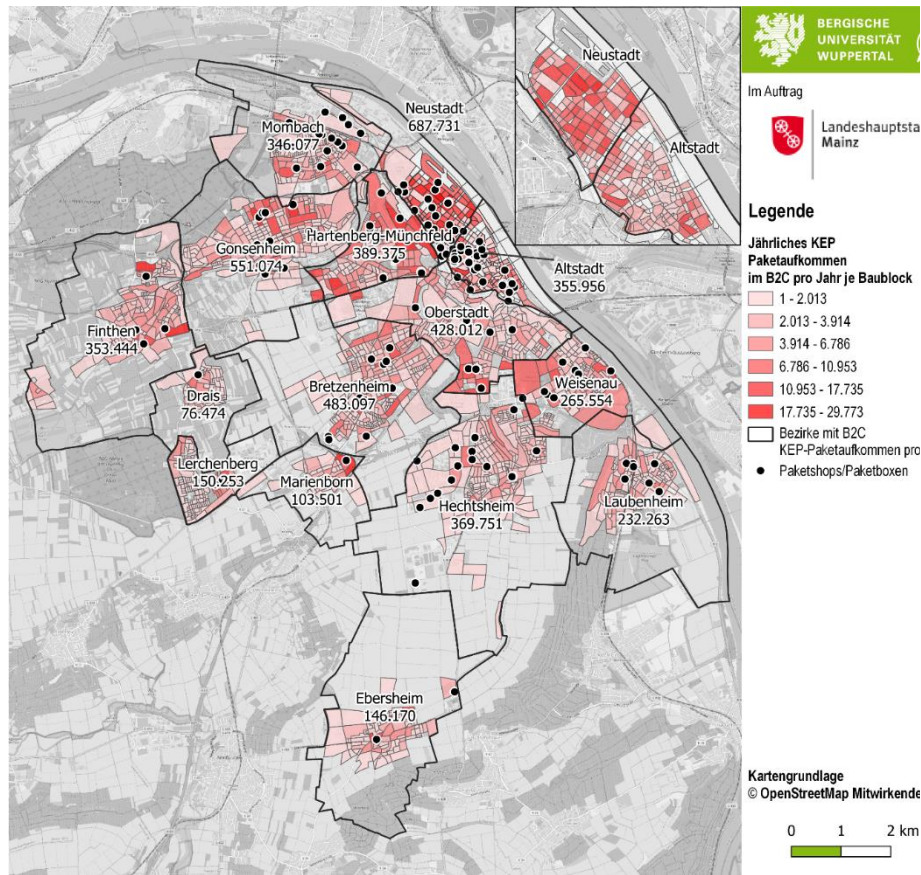 Mombach
346.077
Neustadt
687.731
Gonsenheim
551.074
Hartenberg-Münchfeld
389.375
Altstadt
355.956
Finthen
353.444
Oberstadt
428.012
Drais
76.474
Bretzenheim
483.097
Weisenau
265.554
Lerchenberg
150.253
Marienborn
103.501
Hechtsheim
369.751
Laubenheim
232.263
Ebersheim
146.170
Neustadt
Altstadt
BERGISCHE
UNIVERSITÄT
WUPPERTAL
Im Auftrag
Landeshauptsta
Mainz
Legende
Jährliches KEP
Paketaufkommen
im B2C pro Jahr je Baublock
1 - 2.013
2.013 - 3.914
3.914 - 6.786
6.786 - 10.953
10.953 - 17.735
17.735 - 29.773
Bezirke mit B2C
KEP-Paketaufkommen pro
Paketshops/Paketboxen
Kartengrundlage
© OpenStreetMap Mitwirkende
0 1 2 km